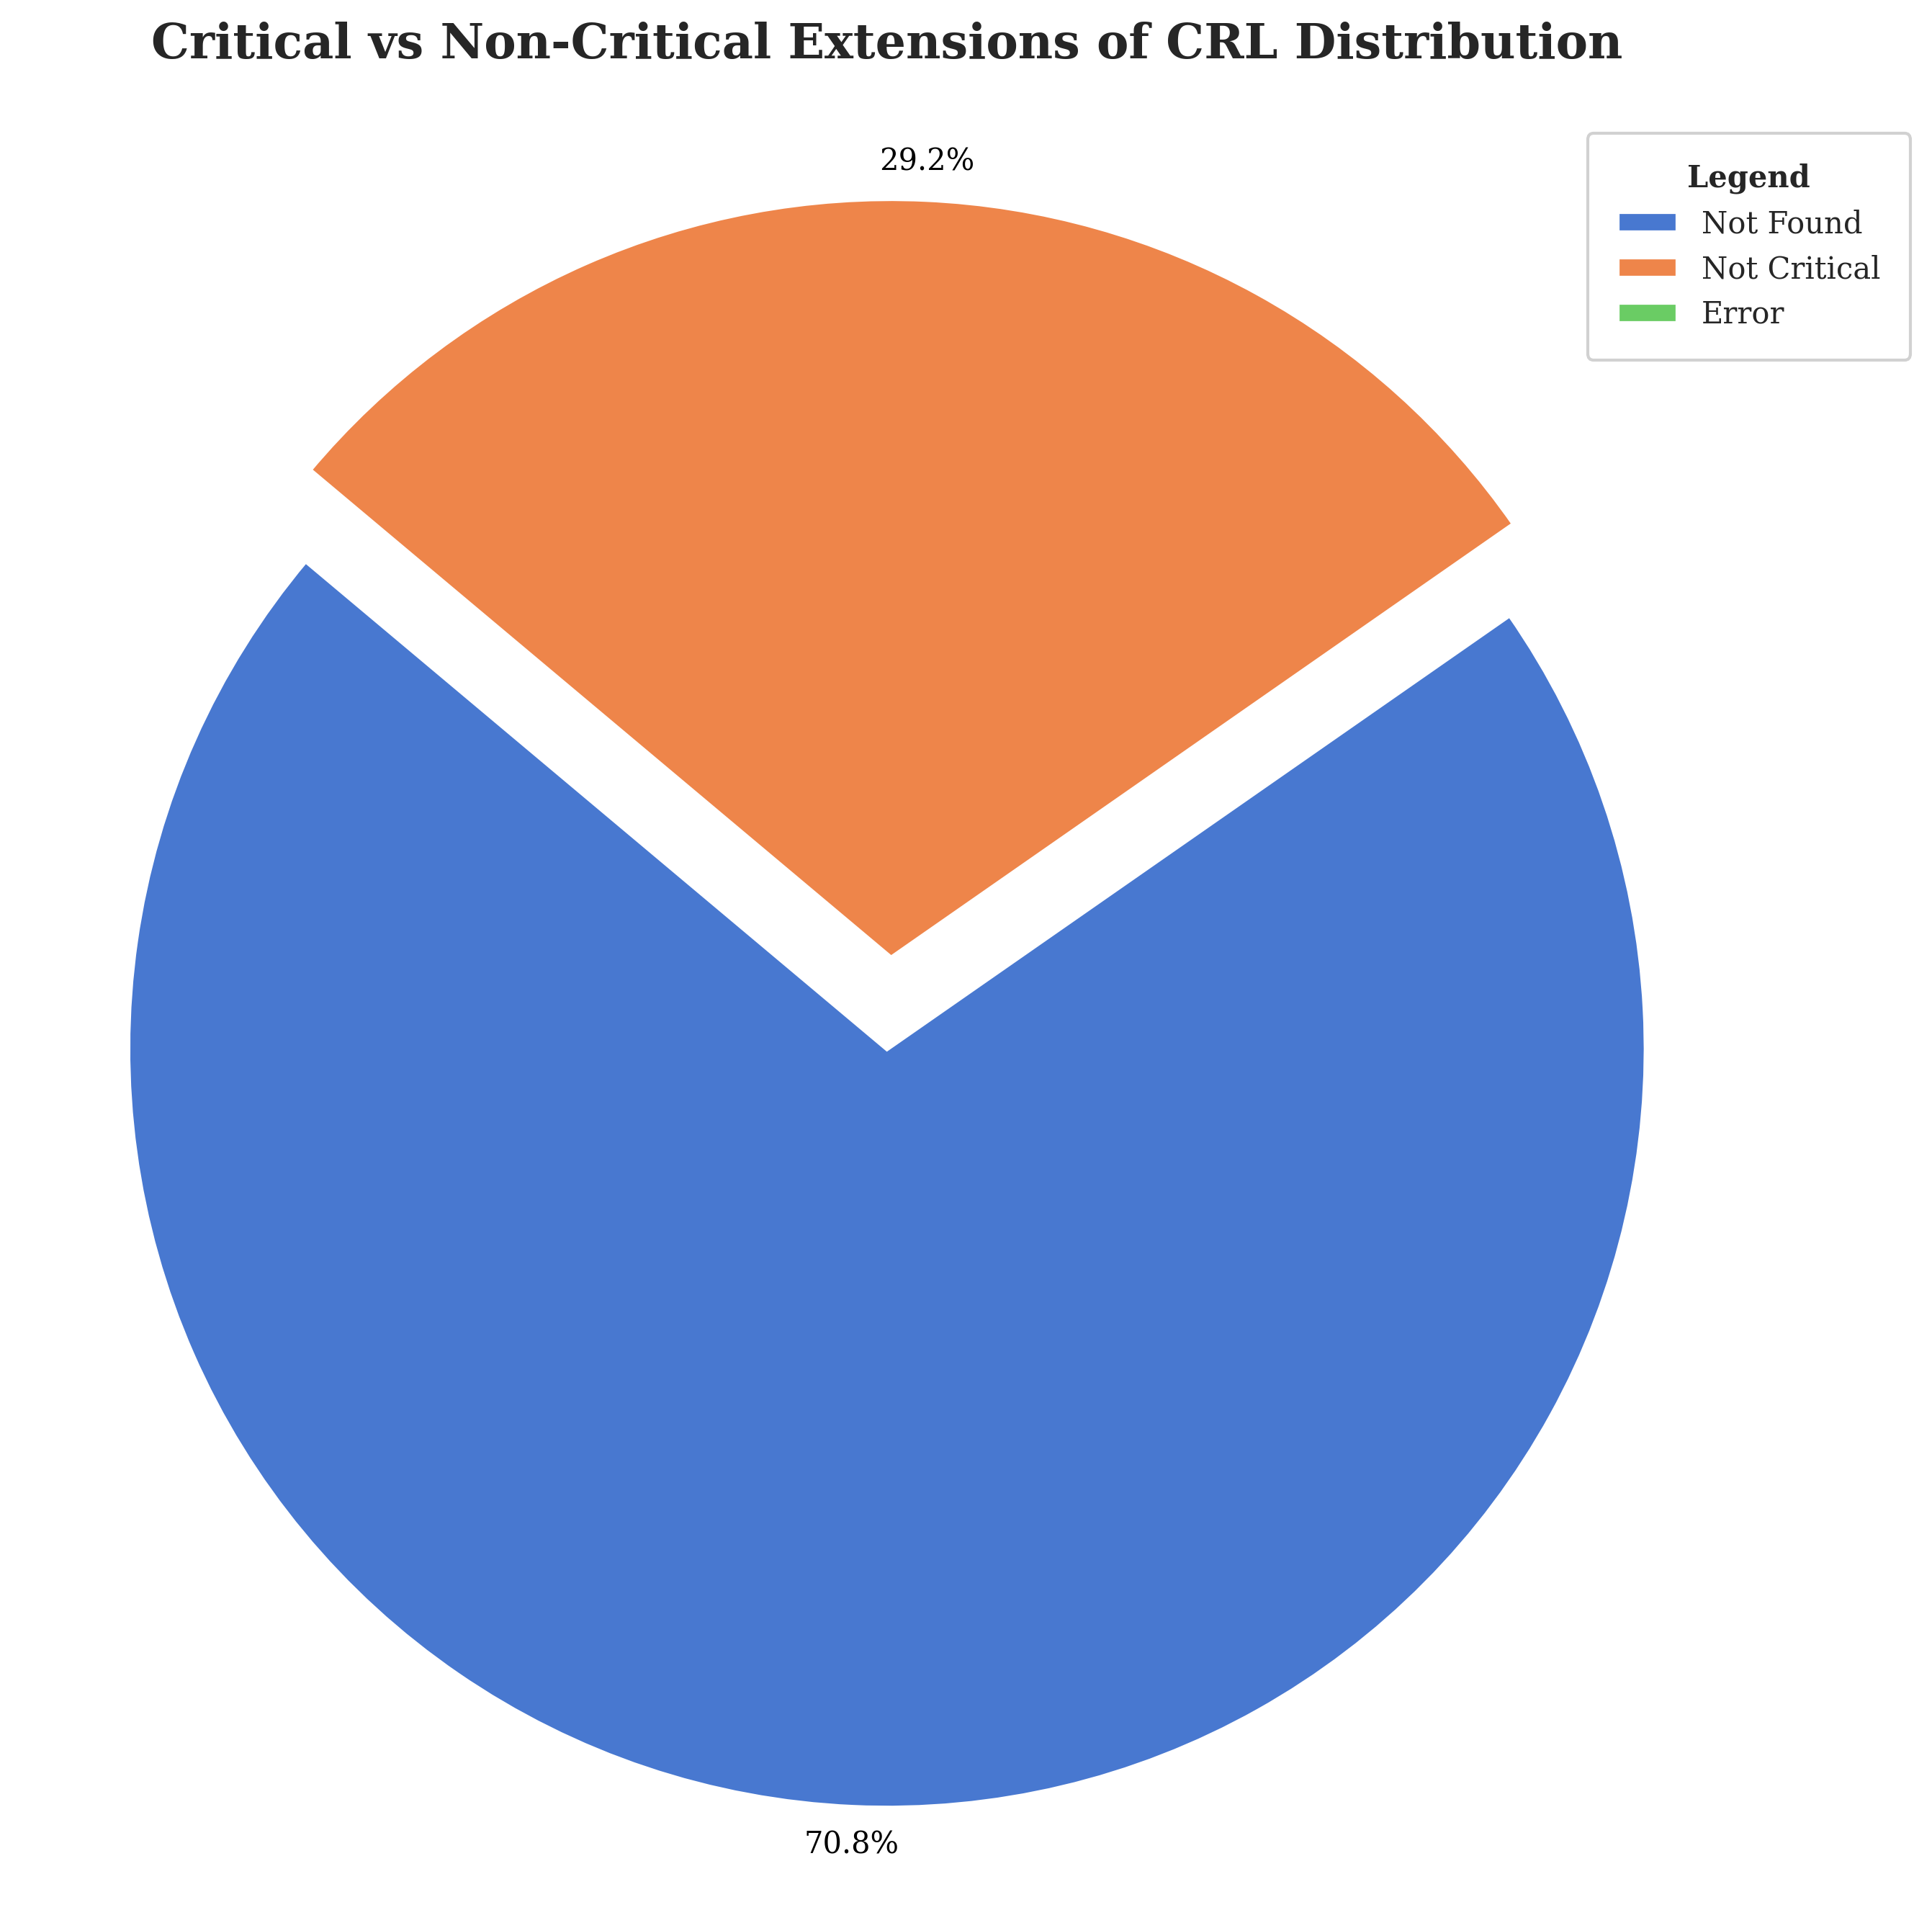 Critical vs Non-Critical Extensions of CRL Distribution
29.2%
Legend
Not Found
Not Critical
Error
70.8%